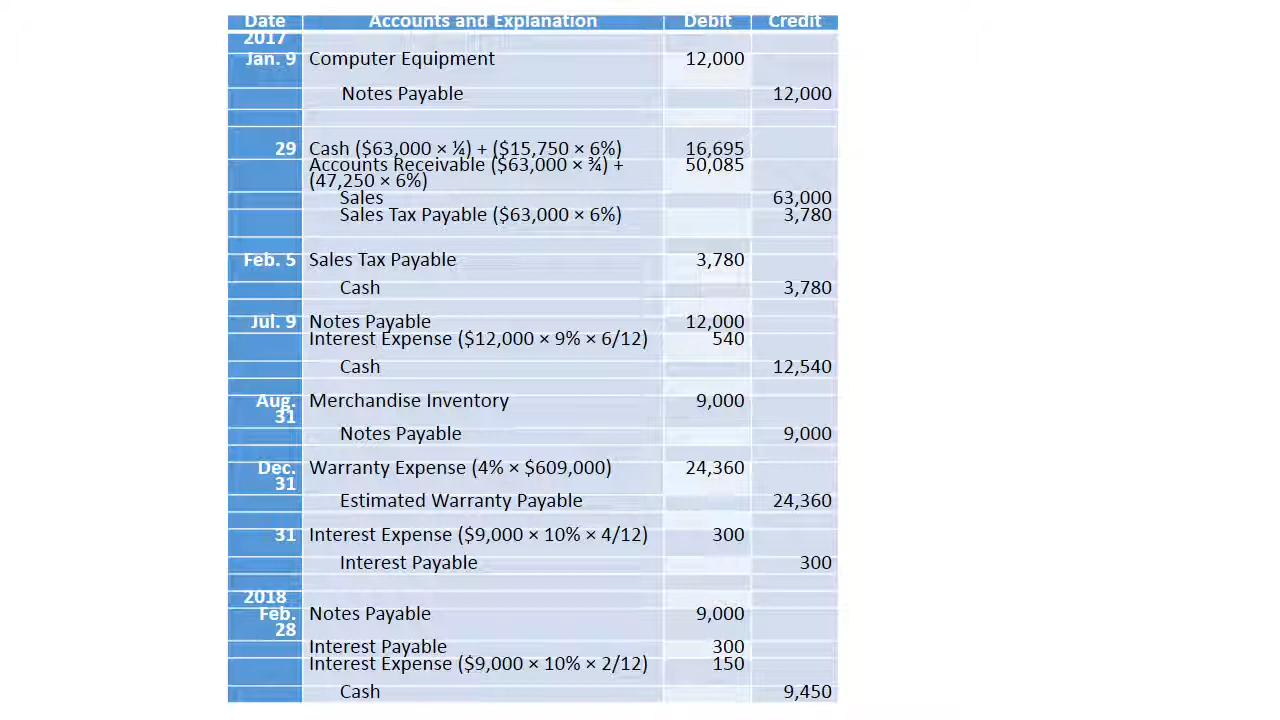 Date Accounts and Explanation Debit Credit
2017
Jan. 9 Computer Equipment 12,000
Notes Payable 12,000
29 Cash ($63,000 × ¼) + ($15,750 × 6%) 16,695
Accounts Receivable ($63,000 × ¾) + 50,085
(47,250 × 6%)
Sales 63,000
Sales Tax Payable ($63,000 × 6%) 3,780
Feb. 5 Sales Tax Payable 3,780
Cash 3,780
Jul. 9 Notes Payable 12,000
Interest Expense ($12,000 × 9% × 6/12) 540
Cash 12,540
Aug. Merchandise Inventory 9,000
31
Notes Payable 9,000
Dec. Warranty Expense (4% × $609,000) 24,360
31
Estimated Warranty Payable 24,360
31 Interest Expense ($9,000 × 10% × 4/12) 300
Interest Payable 300
2018
Feb. Notes Payable 9,000
28
Interest Payable 300
Interest Expense ($9,000 × 10% × 2/12) 150
Cash 9,450